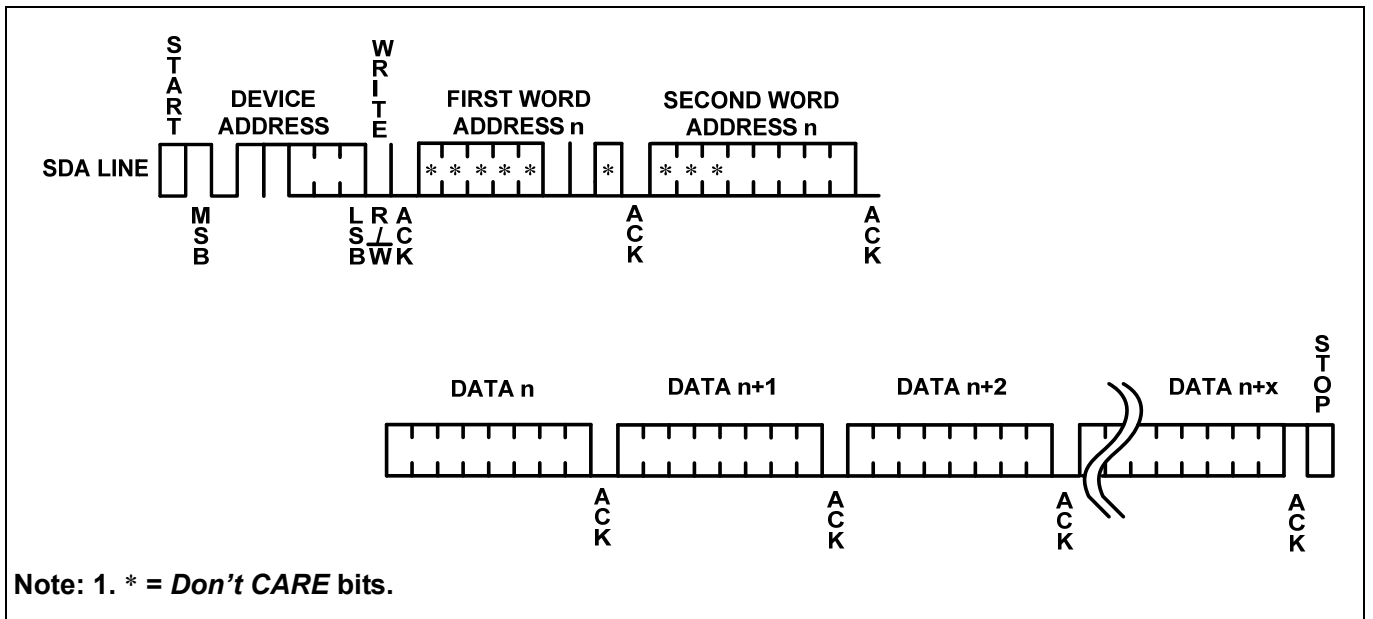 START
WRITE
DEVICE
ADDRESS
FIRST WORD
ADDRESS n
SECOND WORD
ADDRESS n
SDA LINE
* * * * *
*
* * *
MSB
LSB
R/W̅
ACK
ACK
ACK
STOP
DATA n
DATA n+1
DATA n+2
DATA n+x
ACK
ACK
ACK
ACK
Note: 1. * = Don't CARE bits.